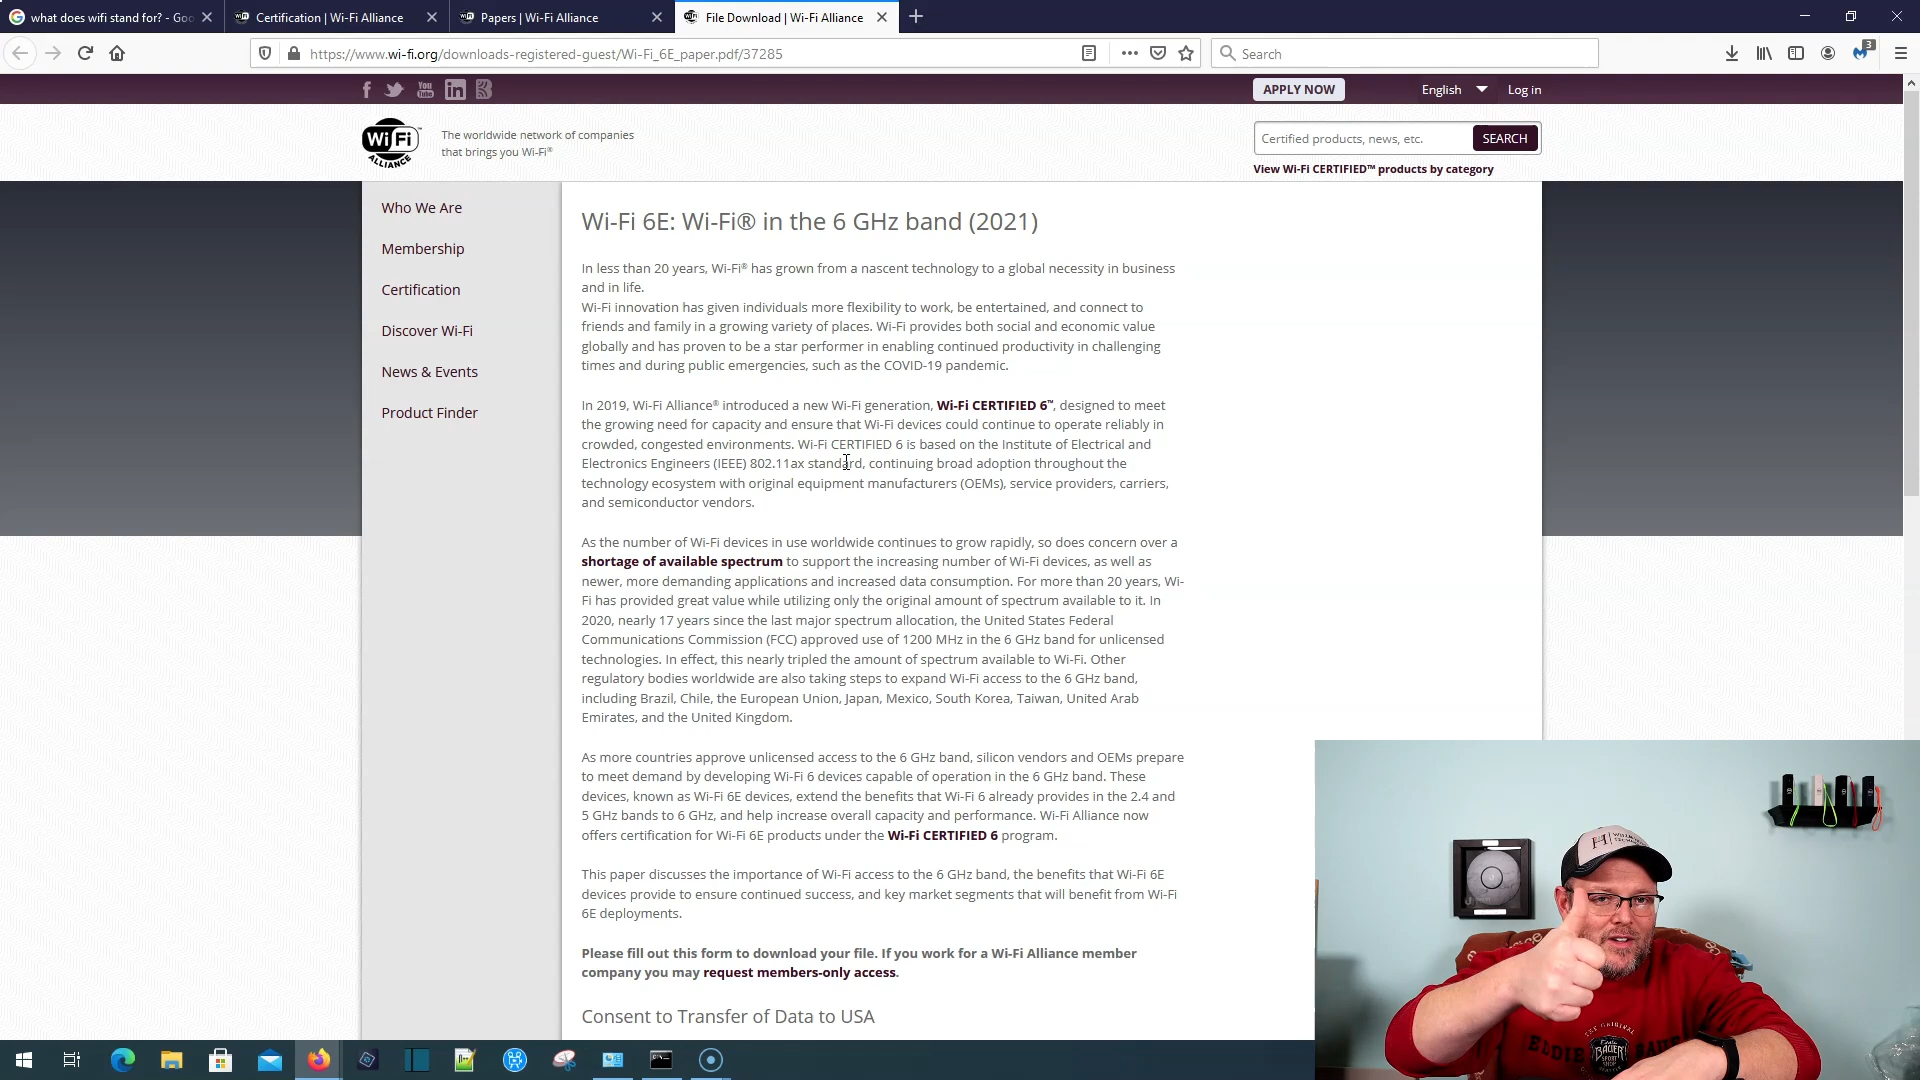 what does wifi stand for? - Goo
Certification | Wi-Fi Alliance
Papers | Wi-Fi Alliance
File Download | Wi-Fi Alliance
https://www.wi-fi.org/downloads-registered-guest/Wi-Fi_6E_paper.pdf/37285
Search
3
APPLY NOW
English
Log in
Wi Fi
ALLIANCE
The worldwide network of companies
that brings you Wi-Fi®
Certified products, news, etc.
SEARCH
View Wi-Fi CERTIFIED™ products by category
Who We Are
Membership
Certification
Discover Wi-Fi
News & Events
Product Finder
Wi-Fi 6E: Wi-Fi® in the 6 GHz band (2021)
In less than 20 years, Wi-Fi® has grown from a nascent technology to a global necessity in business
and in life.
Wi-Fi innovation has given individuals more flexibility to work, be entertained, and connect to
friends and family in a growing variety of places. Wi-Fi provides both social and economic value
globally and has proven to be a star performer in enabling continued productivity in challenging
times and during public emergencies, such as the COVID-19 pandemic.
In 2019, Wi-Fi Alliance® introduced a new Wi-Fi generation, Wi-Fi CERTIFIED 6™, designed to meet
the growing need for capacity and ensure that Wi-Fi devices could continue to operate reliably in
crowded, congested environments. Wi-Fi CERTIFIED 6 is based on the Institute of Electrical and
Electronics Engineers (IEEE) 802.11ax standard, continuing broad adoption throughout the
technology ecosystem with original equipment manufacturers (OEMs), service providers, carriers,
and semiconductor vendors.
As the number of Wi-Fi devices in use worldwide continues to grow rapidly, so does concern over a
shortage of available spectrum to support the increasing number of Wi-Fi devices, as well as
newer, more demanding applications and increased data consumption. For more than 20 years, Wi-
Fi has provided great value while utilizing only the original amount of spectrum available to it. In
2020, nearly 17 years since the last major spectrum allocation, the United States Federal
Communications Commission (FCC) approved use of 1200 MHz in the 6 GHz band for unlicensed
technologies. In effect, this nearly tripled the amount of spectrum available to Wi-Fi. Other
regulatory bodies worldwide are also taking steps to expand Wi-Fi access to the 6 GHz band,
including Brazil, Chile, the European Union, Japan, Mexico, South Korea, Taiwan, United Arab
Emirates, and the United Kingdom.
As more countries approve unlicensed access to the 6 GHz band, silicon vendors and OEMs prepare
to meet demand by developing Wi-Fi 6 devices capable of operation in the 6 GHz band. These
devices, known as Wi-Fi 6E devices, extend the benefits that Wi-Fi 6 already provides in the 2.4 and
5 GHz bands to 6 GHz, and help increase overall capacity and performance. Wi-Fi Alliance now
offers certification for Wi-Fi 6E products under the Wi-Fi CERTIFIED 6 program.
This paper discusses the importance of Wi-Fi access to the 6 GHz band, the benefits that Wi-Fi 6E
devices provide to ensure continued success, and key market segments that will benefit from Wi-Fi
6E deployments.
Please fill out this form to download your file. If you work for a Wi-Fi Alliance member
company you may request members-only access.
Consent to Transfer of Data to USA
THE ORIGINAL
EDDIE BAUER